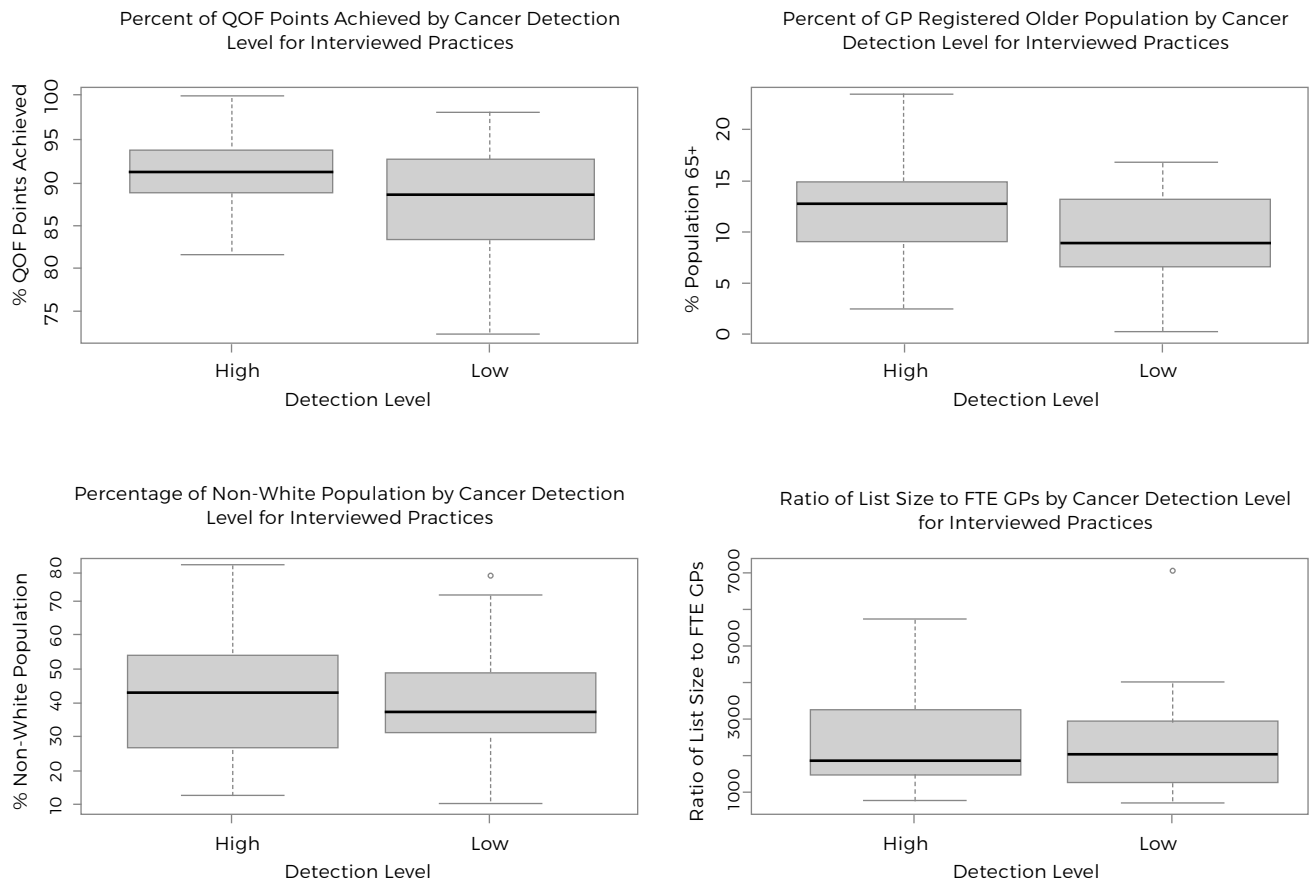 Percent of QOF Points Achieved by Cancer Detection
Level for Interviewed Practices
% QOF Points Achieved
100
95
90
85
80
75
High
Low
Detection Level
Percent of GP Registered Older Population by Cancer
Detection Level for Interviewed Practices
% Population 65+
20
15
10
5
0
High
Low
Detection Level
Percentage of Non-White Population by Cancer Detection
Level for Interviewed Practices
% Non-White Population
80
70
60
50
40
30
20
10
High
Low
Detection Level
Ratio of List Size to FTE GPs by Cancer Detection Level
for Interviewed Practices
Ratio of List Size to FTE GPs
7000
5000
3000
1000
High
Low
Detection Level